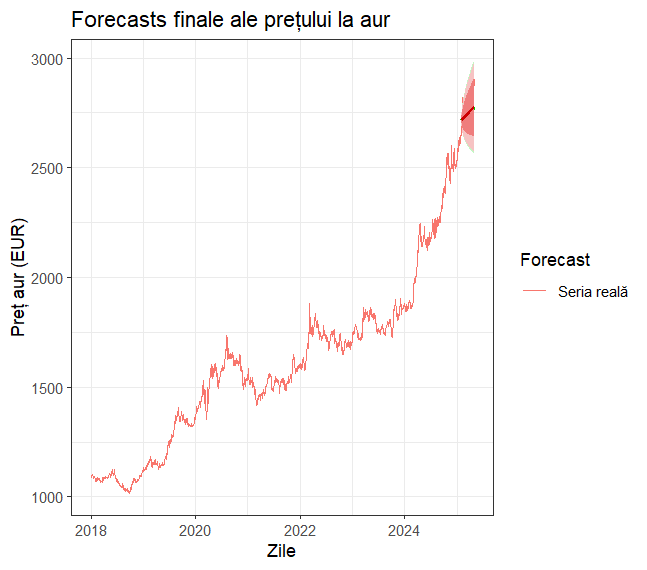 Forecasts finale ale prețului la aur
Preț aur (EUR)
3000
2500
2000
1500
1000
2018
2020
2022
2024
Zile
Forecast
Seria reală